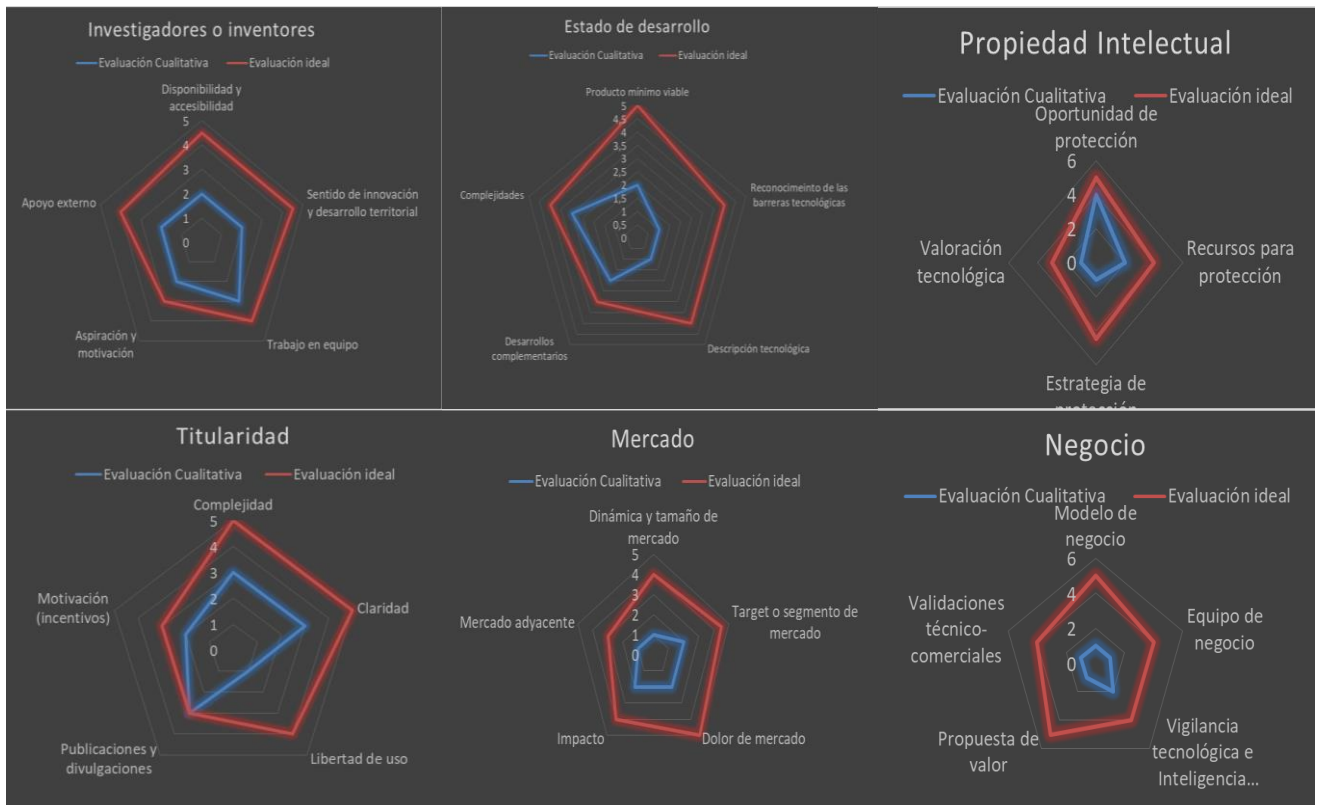 Investigadores o inventores
Evaluación Cualitativa
Evaluación ideal
Disponibilidad y
accesibilidad
5
4
3
2
1
0
Sentido de innovación
y desarrollo territorial
Trabajo en equipo
Aspiración y
motivación
Apoyo externo
Estado de desarrollo
Evaluación Cualitativa
Evaluación ideal
Producto mínimo viable
5
4,5
4
3,5
3
2,5
2
1,5
1
0,5
0
Reconocimeinto de las
barreras tecnológicas
Descripción tecnológica
Desarrollos
complementarios
Complejidades
Propiedad Intelectual
Evaluación Cualitativa
Evaluación ideal
Oportunidad de
protección
6
4
2
0
Recursos para
protección
Estrategia de
protección
Valoración
tecnológica
Titularidad
Evaluación Cualitativa
Evaluación ideal
Complejidad
5
4
3
2
1
0
Claridad
Libertad de uso
Publicaciones y
divulgaciones
Motivación
(incentivos)
Mercado
Evaluación Cualitativa
Evaluación ideal
Dinámica y tamaño de
mercado
5
4
3
2
1
0
Target o segmento de
mercado
Dolor de mercado
Impacto
Mercado adyacente
Negocio
Evaluación Cualitativa
Evaluación ideal
Modelo de
negocio
6
4
2
0
Equipo de
negocio
Vigilancia
tecnológica e
Inteligencia...
Propuesta de
valor
Validaciones
técnico-
comerciales